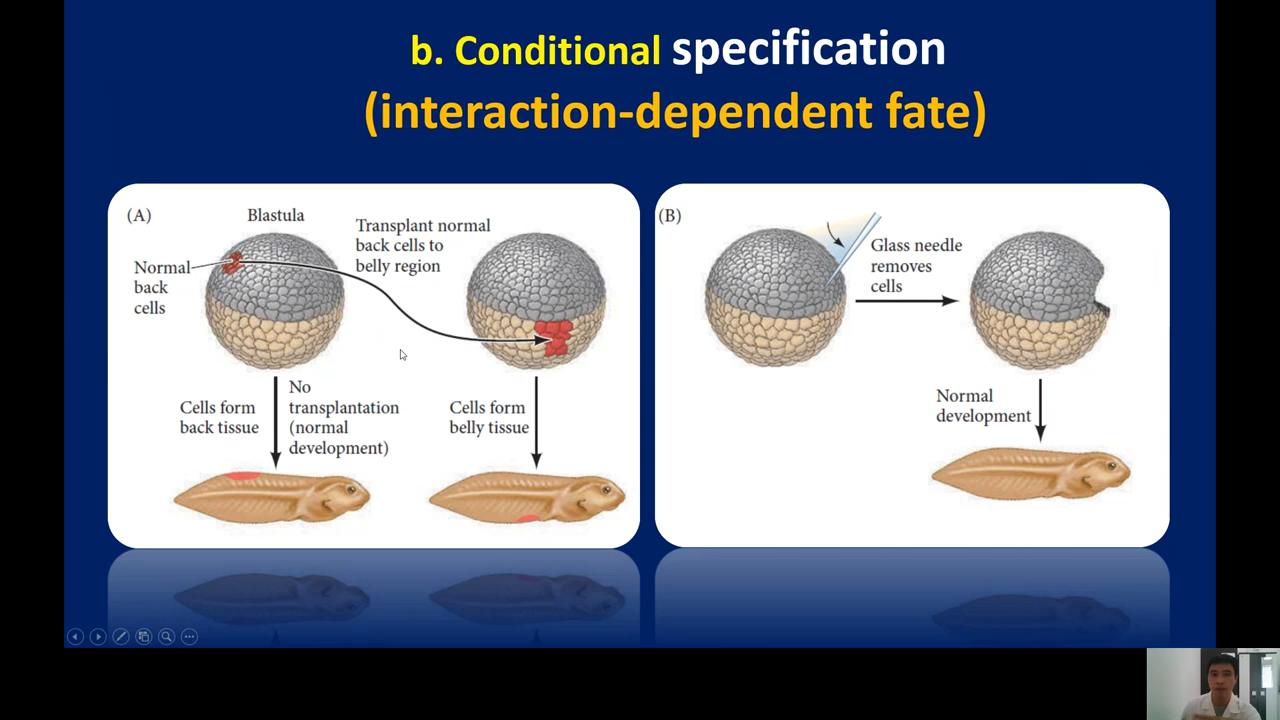 b. Conditional specification
(interaction-dependent fate)
(A)
Blastula
Transplant normal
back cells to
belly region
Normal
back
cells
No
transplantation
(normal
development)
Cells form
back tissue
Cells form
belly tissue
(B)
Glass needle
removes
cells
Normal
development